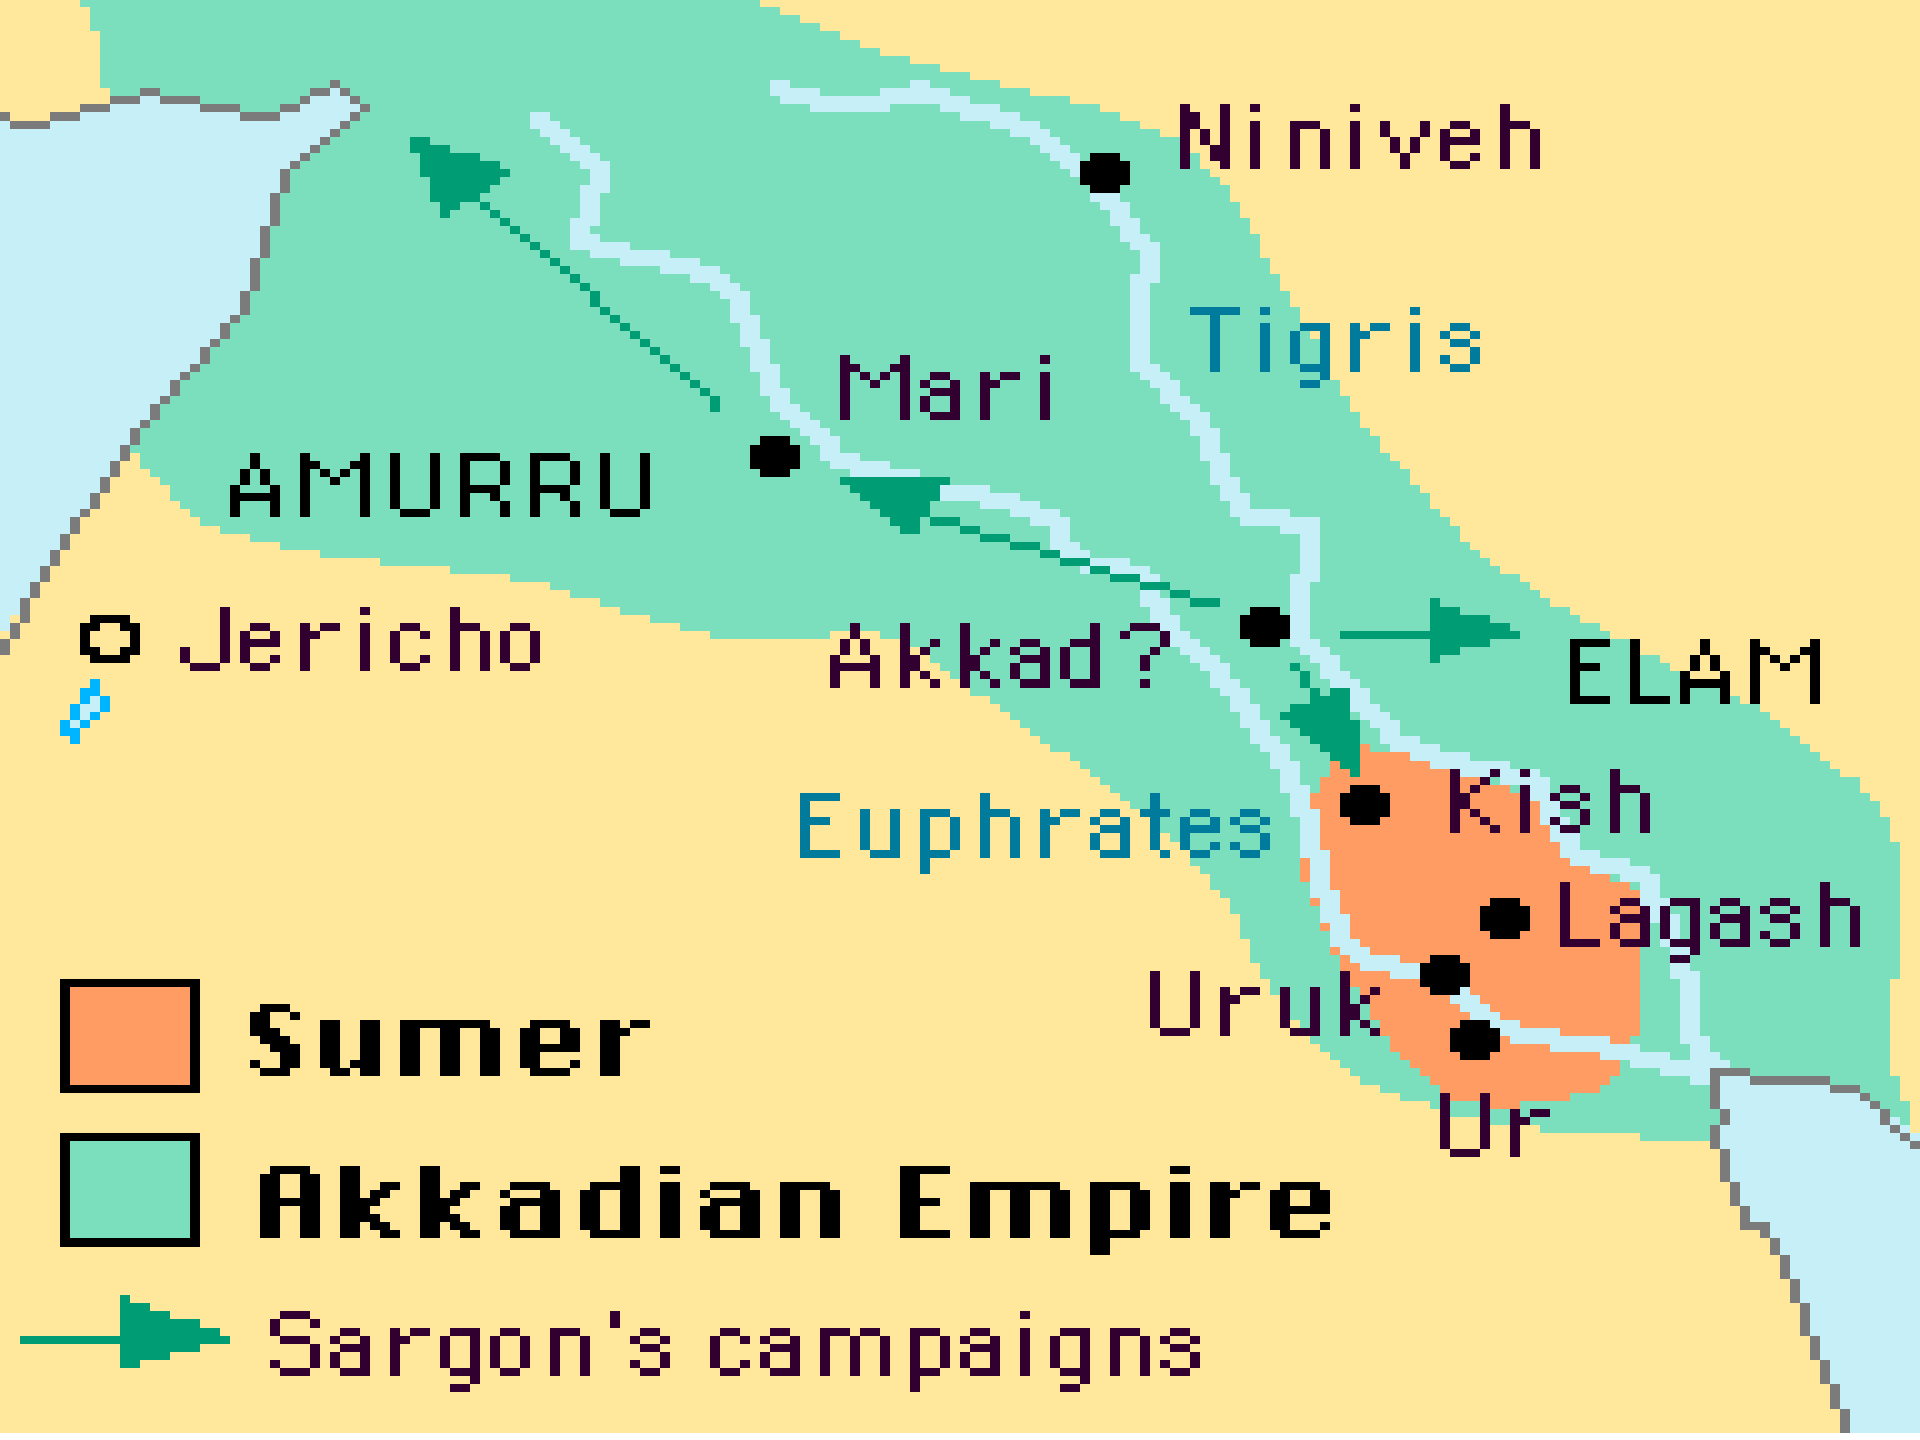 Niniveh
Tigris
Mari
AMURRU
Jericho
Akkad?
ELAM
Euphrates
Kish
Lagash
Uruk
Ur
Sumer
Akkadian Empire
Sargon's campaigns